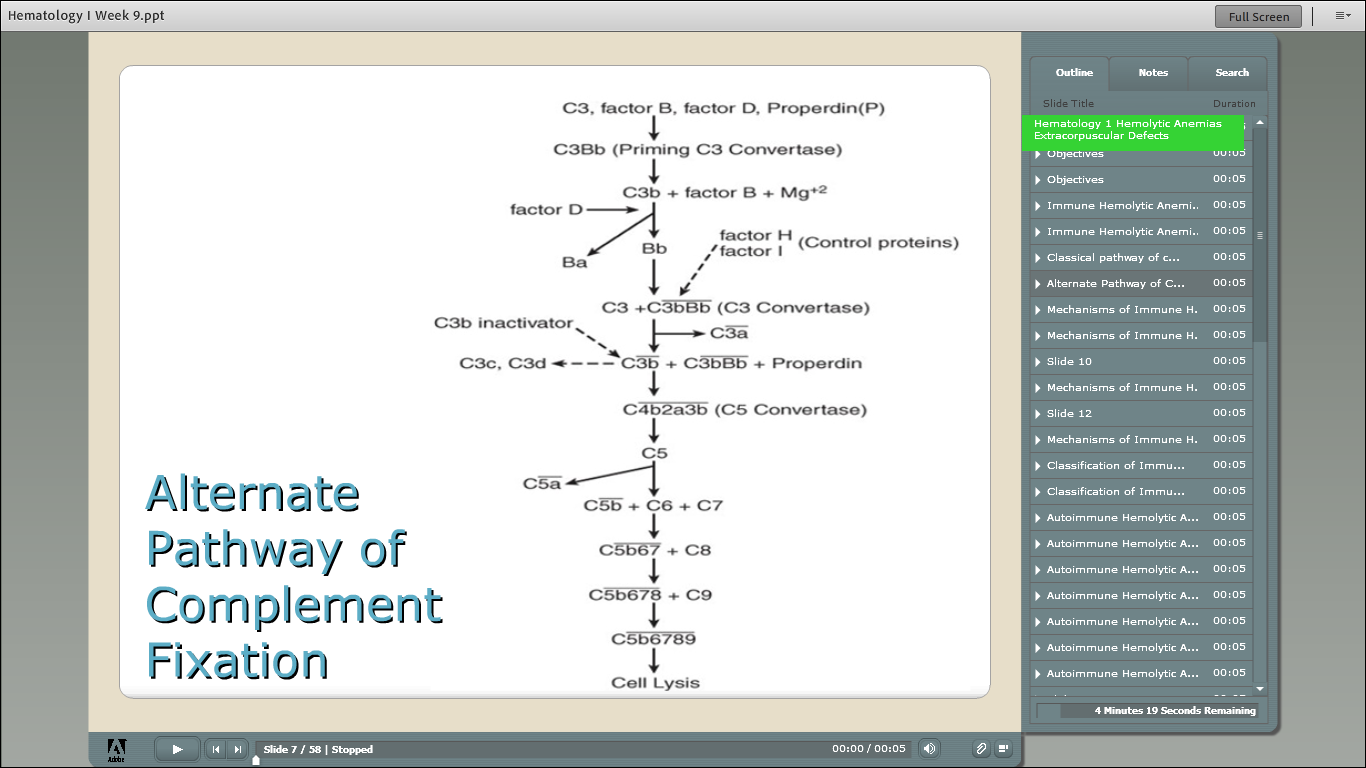 Hematology I Week 9.ppt
Full Screen
C3, factor B, factor D, Properdin(P)
C3Bb (Priming C3 Convertase)
C3b + factor B + Mg+2
factor D
factor H
factor I
(Control proteins)
Ba
Bb
C3 +C3bBb (C3 Convertase)
C3b inactivator
C3a
C3c, C3d
C3b + C3bBb + Properdin
C4b2a3b (C5 Convertase)
C5
C5a
C5b + C6 + C7
C5b67 + C8
C5b678 + C9
C5b6789
Cell Lysis
Alternate
Pathway of
Complement
Fixation
Outline Notes Search
Slide Title Duration
Hematology 1 Hemolytic Anemias
Extracorpuscular Defects
Objectives 00:05
Objectives 00:05
Immune Hemolytic Anemi.. 00:05
Immune Hemolytic Anemi.. 00:05
Classical pathway of c... 00:05
Alternate Pathway of C... 00:05
Mechanisms of Immune H. 00:05
Mechanisms of Immune H. 00:05
Slide 10 00:05
Mechanisms of Immune H. 00:05
Slide 12 00:05
Mechanisms of Immune H. 00:05
Classification of Immu... 00:05
Classification of Immu... 00:05
Autoimmune Hemolytic A... 00:05
Autoimmune Hemolytic A... 00:05
Autoimmune Hemolytic A... 00:05
Autoimmune Hemolytic A... 00:05
Autoimmune Hemolytic A... 00:05
Autoimmune Hemolytic A... 00:05
Autoimmune Hemolytic A... 00:05
4 Minutes 19 Seconds Remaining
Adobe
Slide 7 / 58 | Stopped
00:00 / 00:05